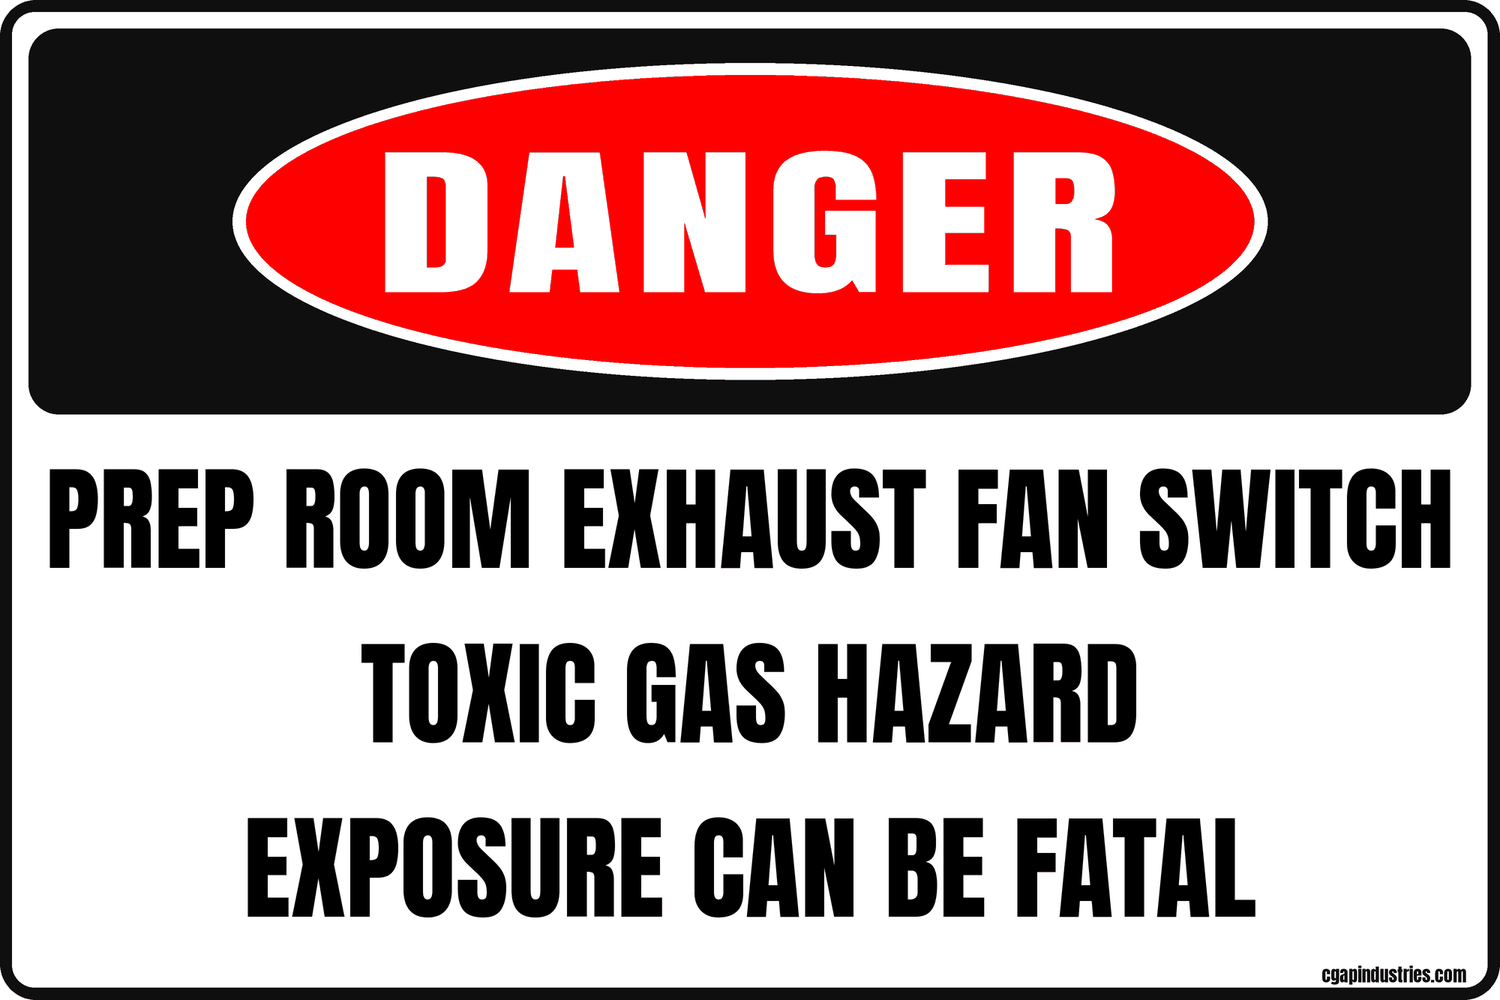 DANGER
PREP ROOM EXHAUST FAN SWITCH
TOXIC GAS HAZARD
EXPOSURE CAN BE FATAL
cgapindustries.com